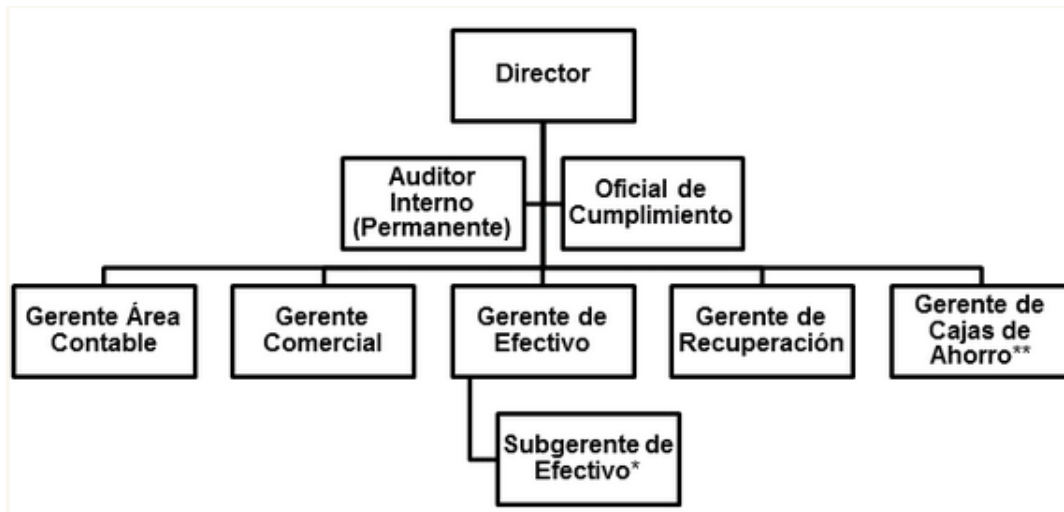 Director
Auditor
Interno
(Permanente)
Oficial de
Cumplimiento
Gerente Área
Contable
Gerente
Comercial
Gerente de
Efectivo
Gerente de
Recuperación
Gerente de
Cajas de
Ahorro**
Subgerente de
Efectivo*